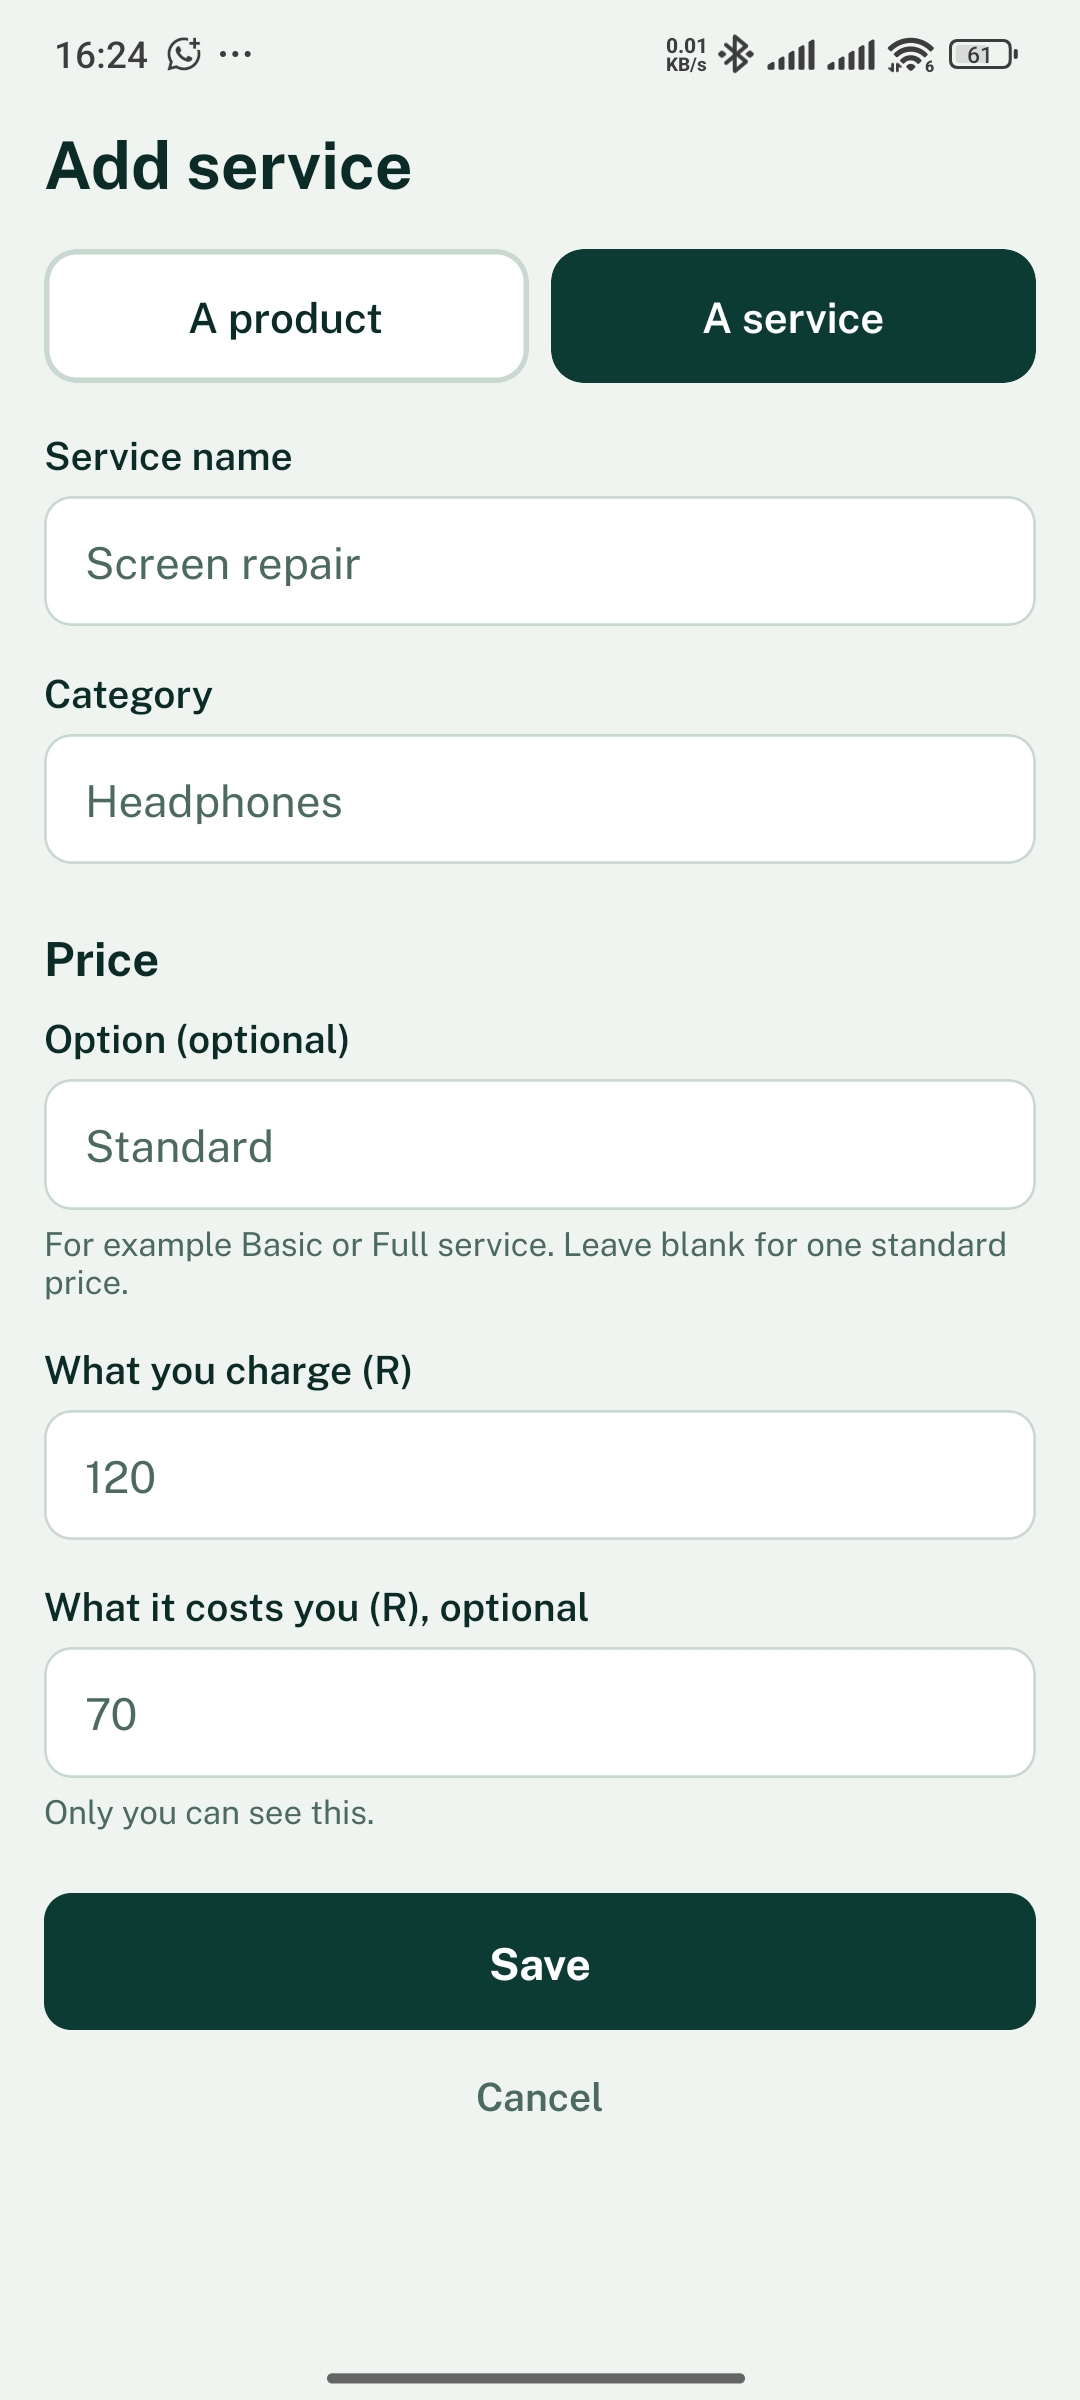 16:24
0.01
KB/s
6
61
Add service
A product
A service
Service name
Screen repair
Category
Headphones
Price
Option (optional)
Standard
For example Basic or Full service. Leave blank for one standard
price.
What you charge (R)
120
What it costs you (R), optional
70
Only you can see this.
Save
Cancel